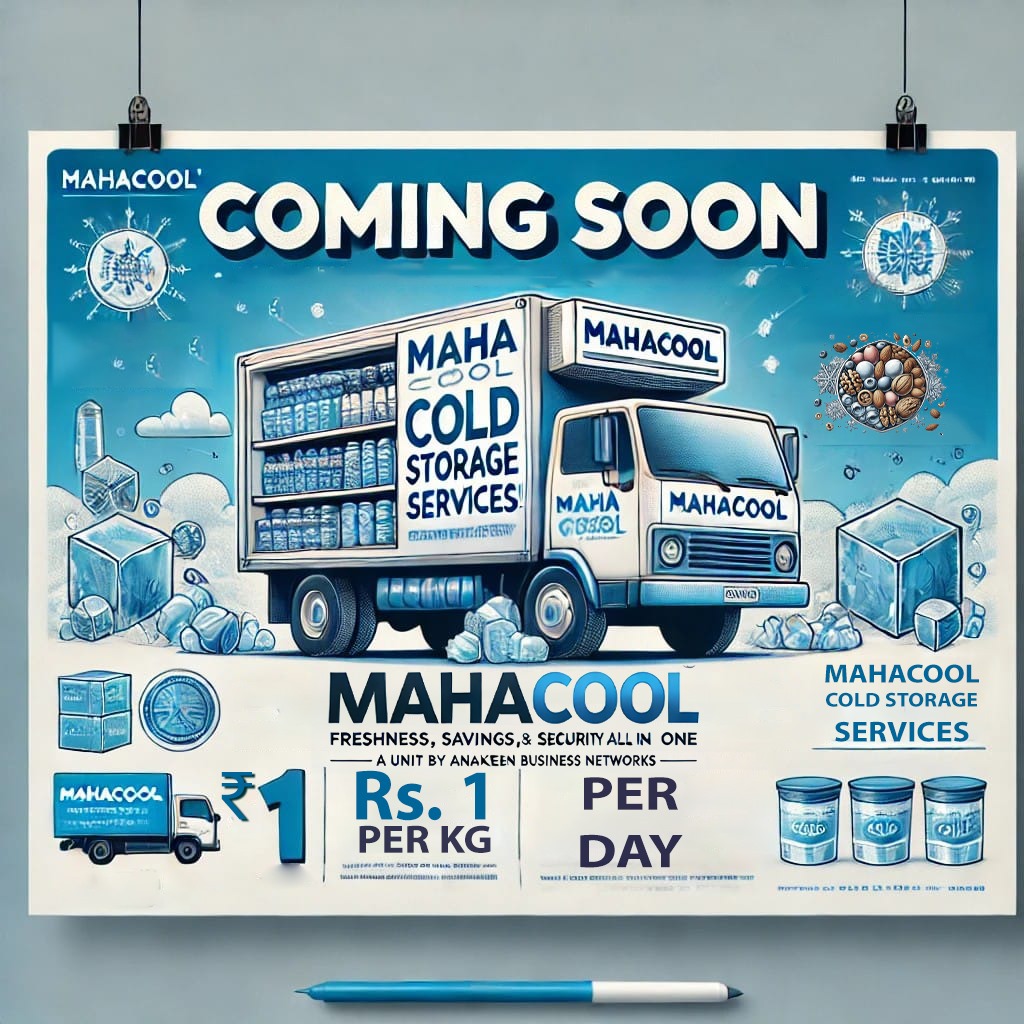 MAHACOOL'
COMING SOON
MAHA
COOL
COLD
STORAGE
SERVICES!
MAHACOOL
MAHA
MAHACOOL
MAHACOOL
FRESHNESS, SAVINGS,& SECURITY ALL IN ONE
A UNIT BY ANAKEEN BUSINESS NETWORKS
MAHACOOL
COLD STORAGE
SERVICES
MAHACOOL
₹1
Rs. 1
PER KG
PER
DAY